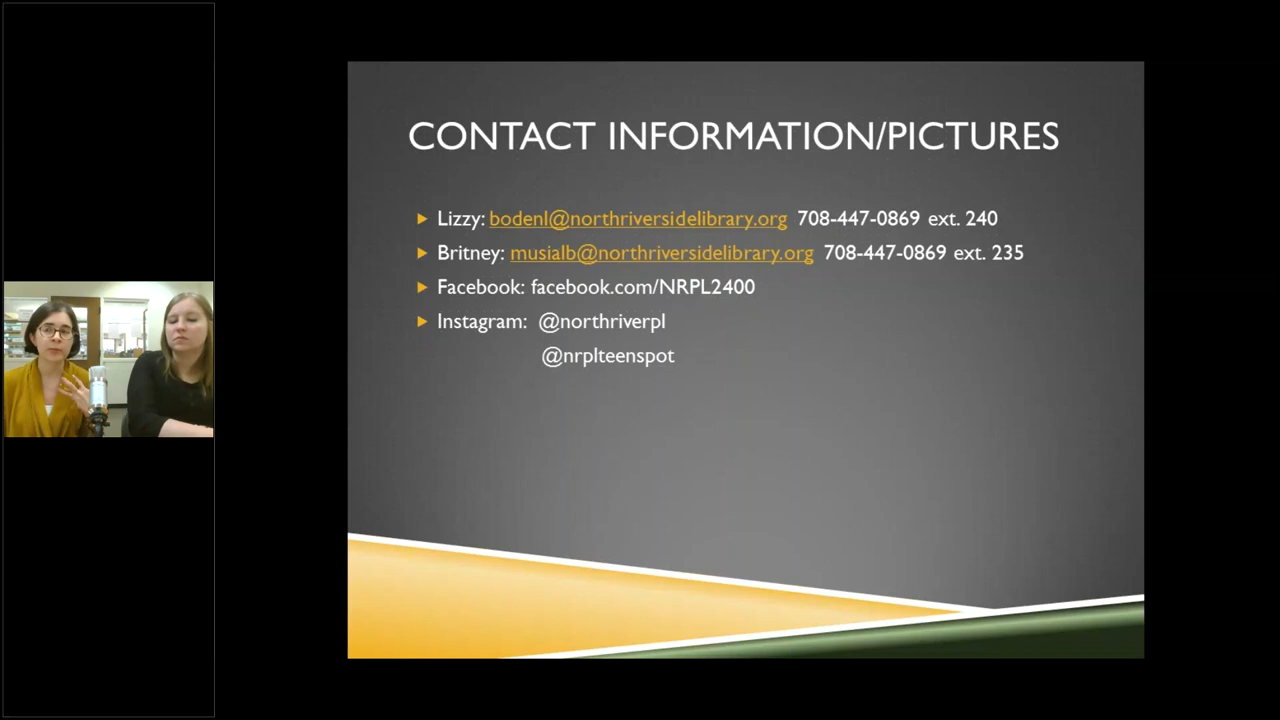 CONTACT INFORMATION/PICTURES
Lizzy: bodenl@northriversidelibrary.org 708-447-0869 ext. 240
Britney: musialb@northriversidelibrary.org 708-447-0869 ext. 235
Facebook: facebook.com/NRPL2400
Instagram: @northriverpl
@nrplteenspot